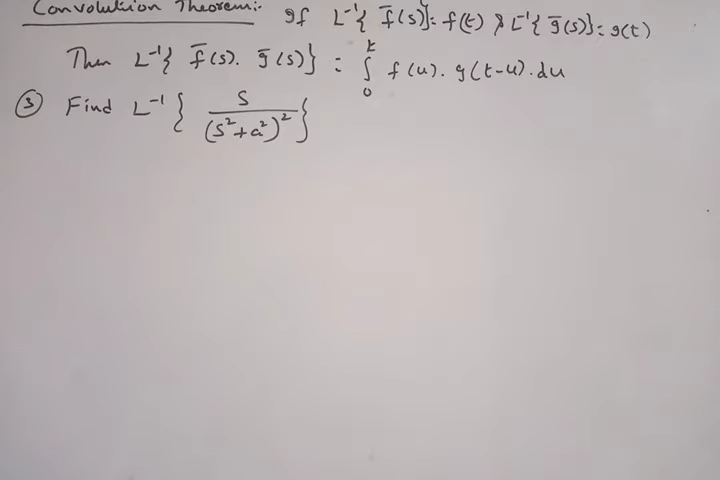 Convolution Theorem:- If L⁻¹{ f̄(s)} = f(t) & L⁻¹{ ḡ(s)} = g(t)
Then L⁻¹{ f̄(s). ḡ(s)} = ∫₀ᵗ f(u). g(t-u). du
③ Find L⁻¹{ s / (s²+a²)² }